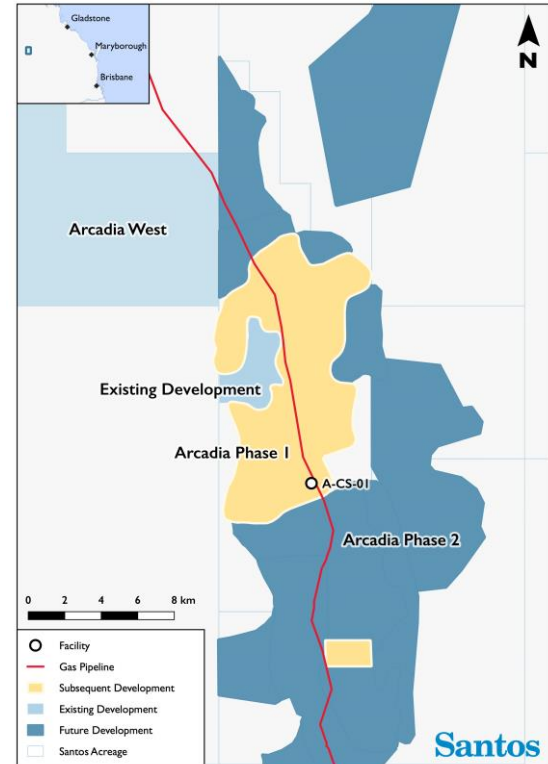 Gladstone
Maryborough
Brisbane
N
Arcadia West
Existing Development
Arcadia Phase 1
A-CS-01
Arcadia Phase 2
0 2 4 6 8 km
Facility
Gas Pipeline
Subsequent Development
Existing Development
Future Development
Santos Acreage
Santos